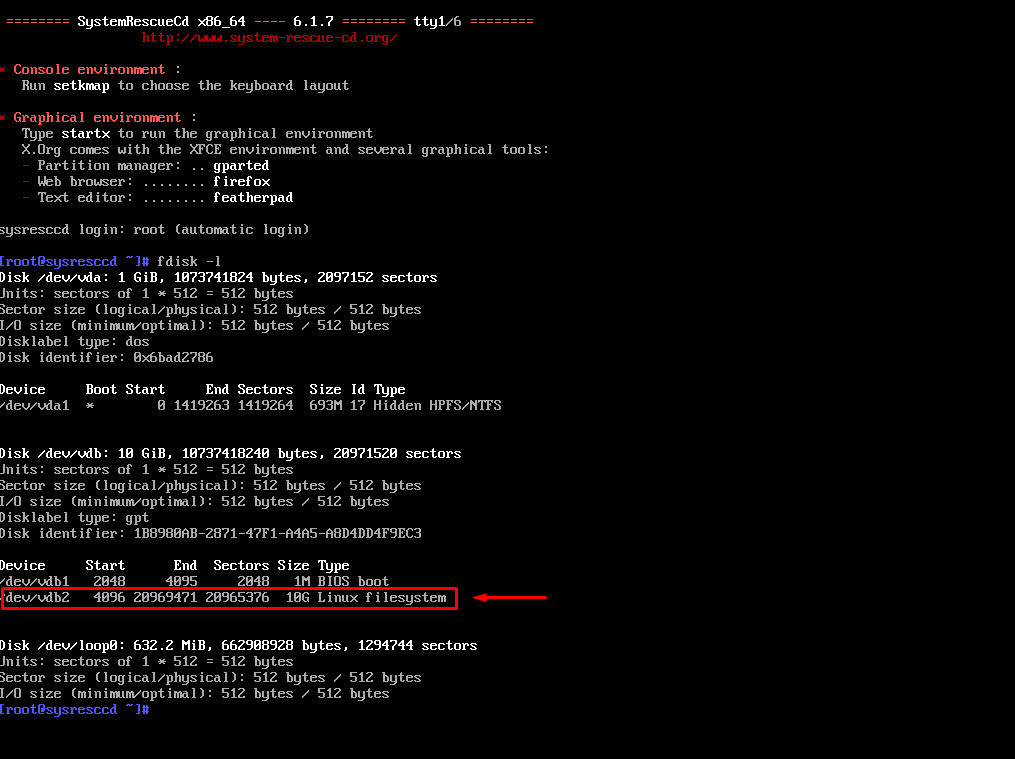 ======== SystemRescueCd x86_64 ---- 6.1.7 ======== tty1/6 ========
http://www.system-rescue-cd.org/
* Console environment :
Run setkmap to choose the keyboard layout
* Graphical environment :
Type startx to run the graphical environment
X.Org comes with the XFCE environment and several graphical tools:
- Partition manager: .. gparted
- Web browser: ........ firefox
- Text editor: ........ featherpad
sysresccd login: root (automatic login)
[root@sysresccd ~]# fdisk -l
Disk /dev/vda: 1 GiB, 1073741824 bytes, 2097152 sectors
Units: sectors of 1 * 512 = 512 bytes
Sector size (logical/physical): 512 bytes / 512 bytes
I/O size (minimum/optimal): 512 bytes / 512 bytes
Disklabel type: dos
Disk identifier: 0x6bad2786
Device     Boot Start     End Sectors  Size Id Type
/dev/vda1  *        0 1419263 1419264  693M 17 Hidden HPFS/NTFS
Disk /dev/vdb: 10 GiB, 10737418240 bytes, 20971520 sectors
Units: sectors of 1 * 512 = 512 bytes
Sector size (logical/physical): 512 bytes / 512 bytes
I/O size (minimum/optimal): 512 bytes / 512 bytes
Disklabel type: gpt
Disk identifier: 1B8980AB-2871-47F1-A4A5-A8D4DD4F9EC3
Device     Start      End  Sectors Size Type
/dev/vdb1   2048     4095     2048   1M BIOS boot
/dev/vdb2   4096 20969471 20965376  10G Linux filesystem
Disk /dev/loop0: 632.2 MiB, 662908928 bytes, 1294744 sectors
Units: sectors of 1 * 512 = 512 bytes
Sector size (logical/physical): 512 bytes / 512 bytes
I/O size (minimum/optimal): 512 bytes / 512 bytes
[root@sysresccd ~]#